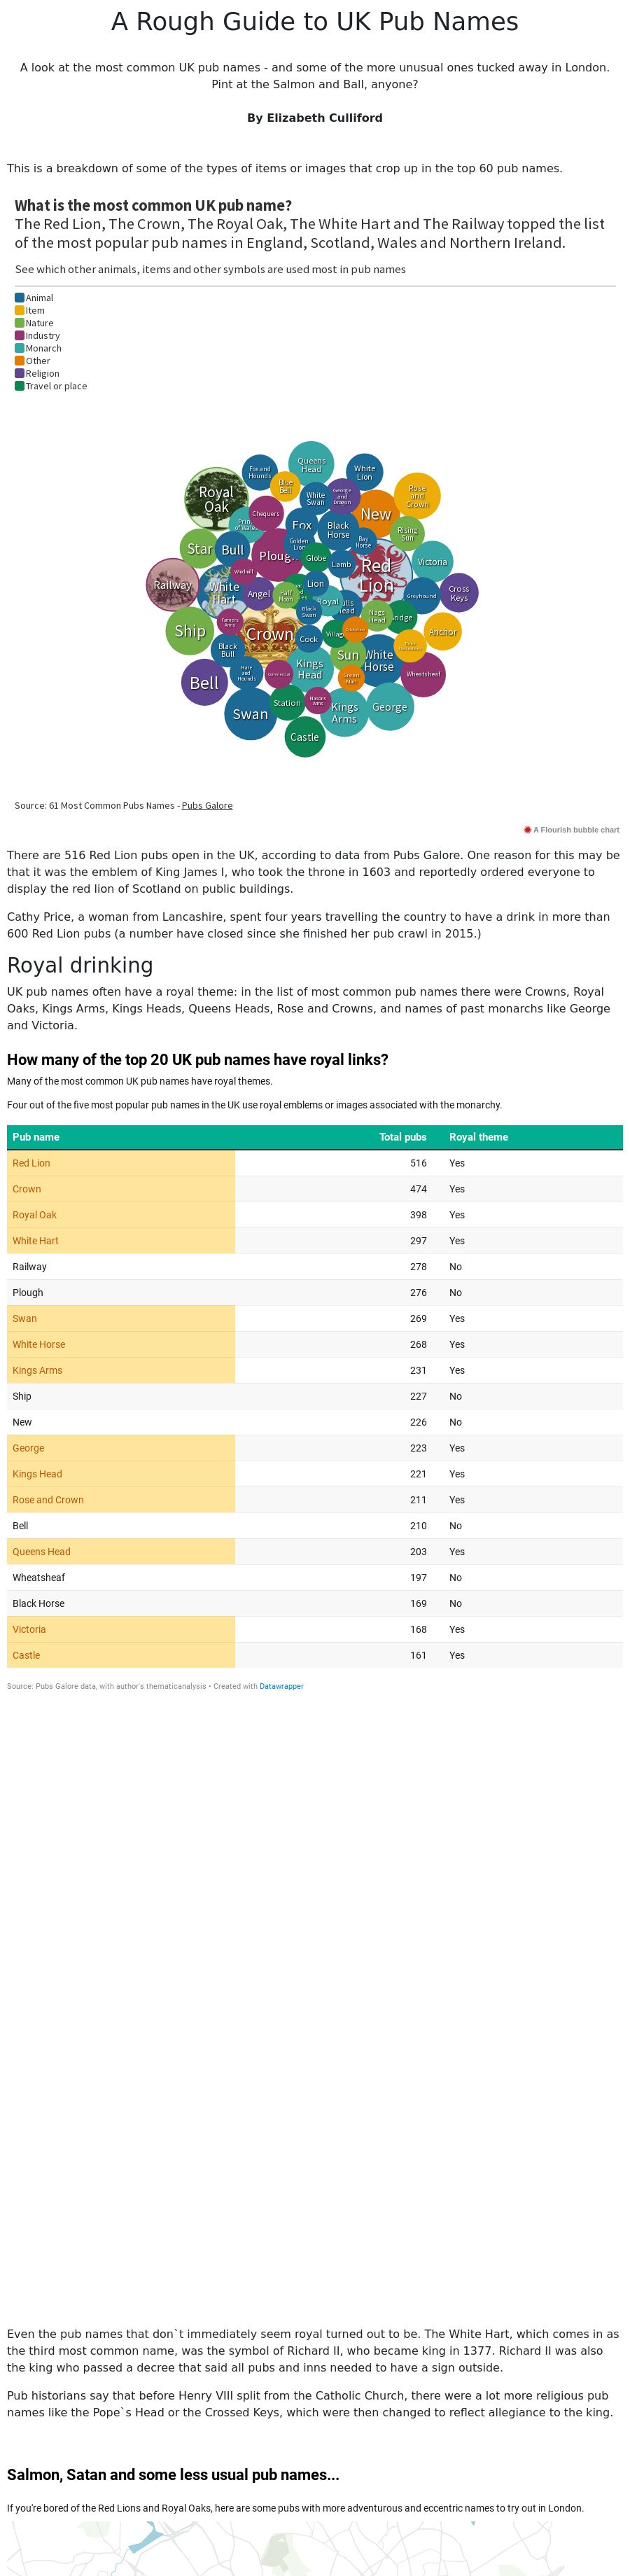 A Rough Guide to UK Pub Names
A look at the most common UK pub names - and some of the more unusual ones tucked away in London.
Pint at the Salmon and Ball, anyone?
By Elizabeth Culliford
This is a breakdown of some of the types of items or images that crop up in the top 60 pub names.
What is the most common UK pub name?
The Red Lion, The Crown, The Royal Oak, The White Hart and The Railway topped the list
of the most popular pub names in England, Scotland, Wales and Northern Ireland.
See which other animals, items and other symbols are used most in pub names
Animal
Item
Nature
Industry
Monarch
Other
Religion
Travel or place
Queens
Head
Fox and
Hounds
White
Lion
Blue
Bell
Royal
Oak
White
Swan
George
and
Dragon
Rose
and
Crown
Chequers
New
Fox
Black
Horse
Rising
Sun
Star
Bull
Golden
Lion
Bay
Horse
Plough
Globe
Lamb
Red
Lion
Victoria
Railway
Windmill
White
Hart
Angel
Half
Moon
Lion
Royal
Greyhound
Cross
Keys
Black
Swan
Nags
Head
Ship
Farmers
Arms
Crown
Cock
Anchor
Black
Bull
Kings
Head
Sun
White
Horse
Bell
Hare
and
Hounds
Commercial
Green
Man
Wheatsheaf
Swan
Station
Masons
Arms
Kings
Arms
George
Castle
Source: 61 Most Common Pubs Names - Pubs Galore
A Flourish bubble chart
There are 516 Red Lion pubs open in the UK, according to data from Pubs Galore. One reason for this may be
that it was the emblem of King James I, who took the throne in 1603 and reportedly ordered everyone to
display the red lion of Scotland on public buildings.
Cathy Price, a woman from Lancashire, spent four years travelling the country to have a drink in more than
600 Red Lion pubs (a number have closed since she finished her pub crawl in 2015.)
Royal drinking
UK pub names often have a royal theme: in the list of most common pub names there were Crowns, Royal
Oaks, Kings Arms, Kings Heads, Queens Heads, Rose and Crowns, and names of past monarchs like George
and Victoria.
How many of the top 20 UK pub names have royal links?
Many of the most common UK pub names have royal themes.
Four out of the five most popular pub names in the UK use royal emblems or images associated with the monarchy.
Pub name Total pubs Royal theme
Red Lion 516 Yes
Crown 474 Yes
Royal Oak 398 Yes
White Hart 297 Yes
Railway 278 No
Plough 276 No
Swan 269 Yes
White Horse 268 Yes
Kings Arms 231 Yes
Ship 227 No
New 226 No
George 223 Yes
Kings Head 221 Yes
Rose and Crown 211 Yes
Bell 210 No
Queens Head 203 Yes
Wheatsheaf 197 No
Black Horse 169 No
Victoria 168 Yes
Castle 161 Yes
Source: Pubs Galore data, with author's thematicanalysis • Created with Datawrapper
Even the pub names that don`t immediately seem royal turned out to be. The White Hart, which comes in as
the third most common name, was the symbol of Richard II, who became king in 1377. Richard II was also
the king who passed a decree that said all pubs and inns needed to have a sign outside.
Pub historians say that before Henry VIII split from the Catholic Church, there were a lot more religious pub
names like the Pope`s Head or the Crossed Keys, which were then changed to reflect allegiance to the king.
Salmon, Satan and some less usual pub names...
If you're bored of the Red Lions and Royal Oaks, here are some pubs with more adventurous and eccentric names to try out in London.